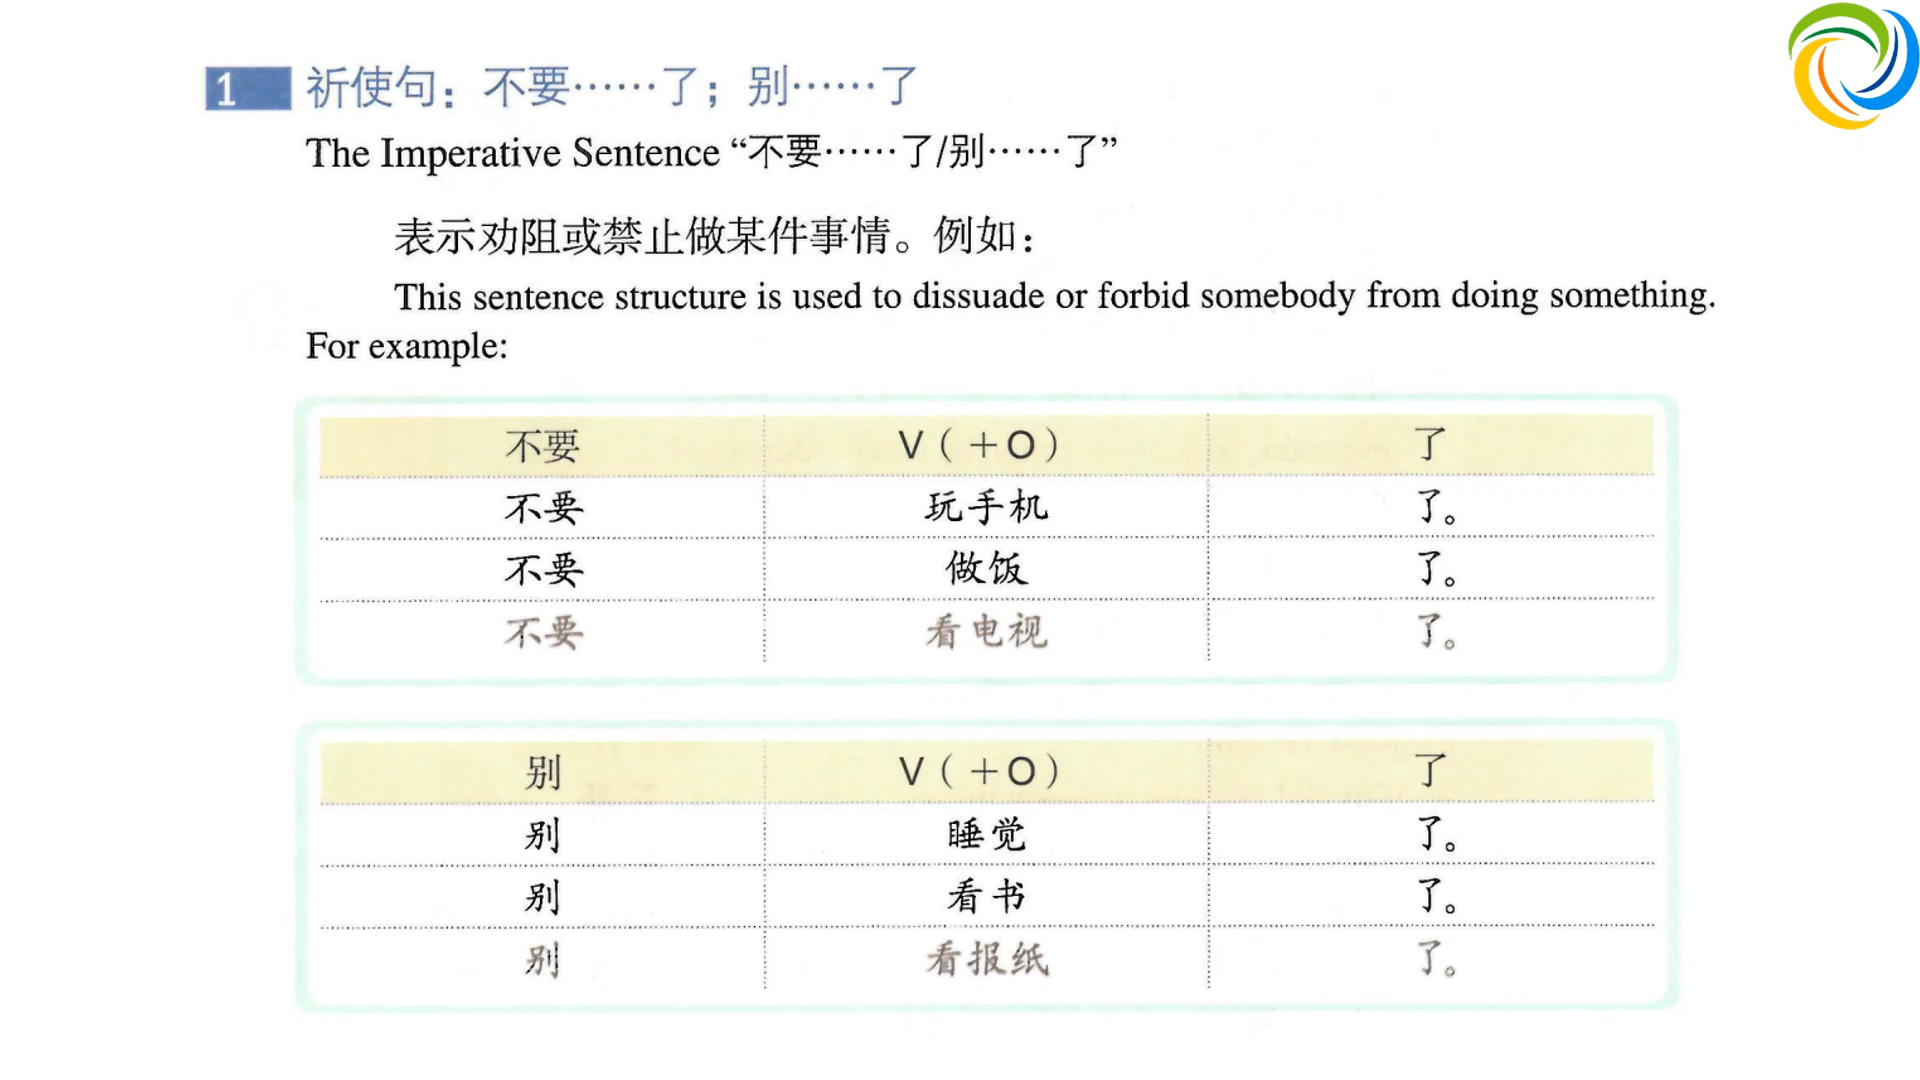 1 祈使句：不要……了；别……了
The Imperative Sentence “不要……了/别……了”
表示劝阻或禁止做某件事情。例如：
This sentence structure is used to dissuade or forbid somebody from doing something.
For example:
不要 V（+O） 了
不要 玩手机 了。
不要 做饭 了。
不要 看电视 了。
别 V（+O） 了
别 睡觉 了。
别 看书 了。
别 看报纸 了。